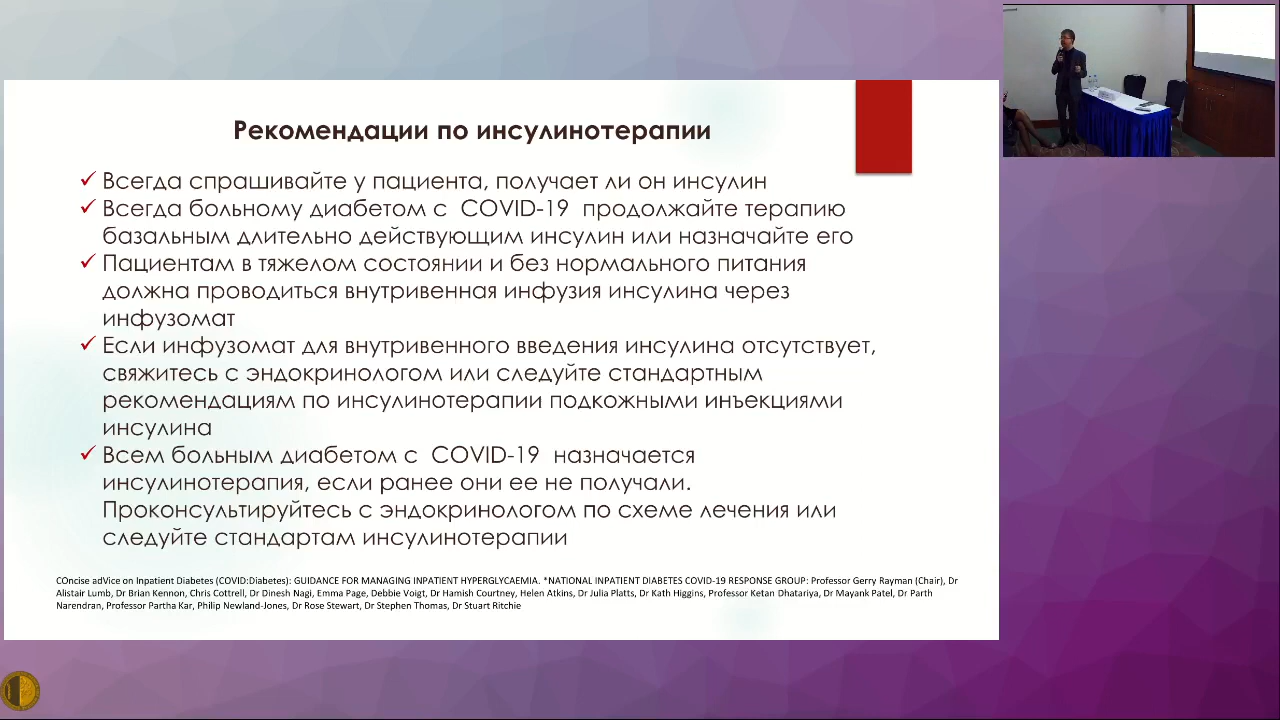 Рекомендации по инсулинотерапии
Всегда спрашивайте у пациента, получает ли он инсулин
Всегда больному диабетом с COVID-19 продолжайте терапию
базальным длительно действующим инсулин или назначайте его
Пациентам в тяжелом состоянии и без нормального питания
должна проводиться внутривенная инфузия инсулина через
инфузомат
Если инфузомат для внутривенного введения инсулина отсутствует,
свяжитесь с эндокринологом или следуйте стандартным
рекомендациям по инсулинотерапии подкожными инъекциями
инсулина
Всем больным диабетом с COVID-19 назначается
инсулинотерапия, если ранее они ее не получали.
Проконсультируйтесь с эндокринологом по схеме лечения или
следуйте стандартам инсулинотерапии
COncise adVice on Inpatient Diabetes (COVID:Diabetes): GUIDANCE FOR MANAGING INPATIENT HYPERGLYCAEMIA. *NATIONAL INPATIENT DIABETES COVID-19 RESPONSE GROUP: Professor Gerry Rayman (Chair), Dr
Alistair Lumb, Dr Brian Kennon, Chris Cottrell, Dr Dinesh Nagi, Emma Page, Debbie Voigt, Dr Hamish Courtney, Helen Atkins, Dr Julia Platts, Dr Kath Higgins, Professor Ketan Dhatariya, Dr Mayank Patel, Dr Parth
Narendran, Professor Partha Kar, Philip Newland-Jones, Dr Rose Stewart, Dr Stephen Thomas, Dr Stuart Ritchie